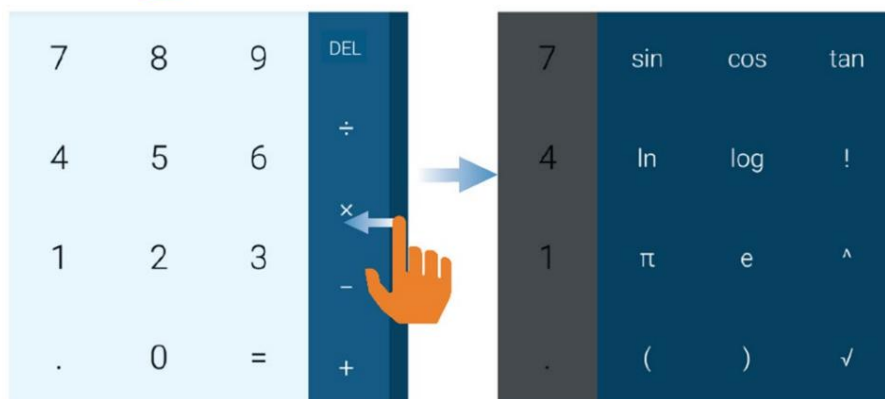 7 8 9 DEL
÷
4 5 6
×
1 2 3
−
. 0 = +
7 sin cos tan
4 ln log !
1 π e ^
. ( ) √